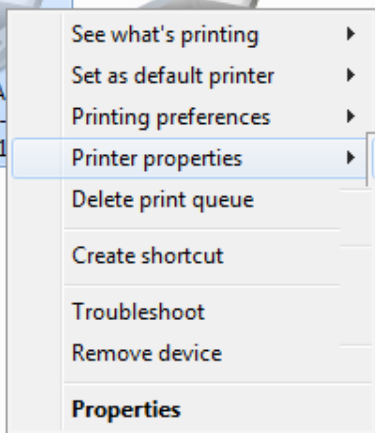 See what's printing
Set as default printer
Printing preferences
Printer properties
Delete print queue
Create shortcut
Troubleshoot
Remove device
Properties